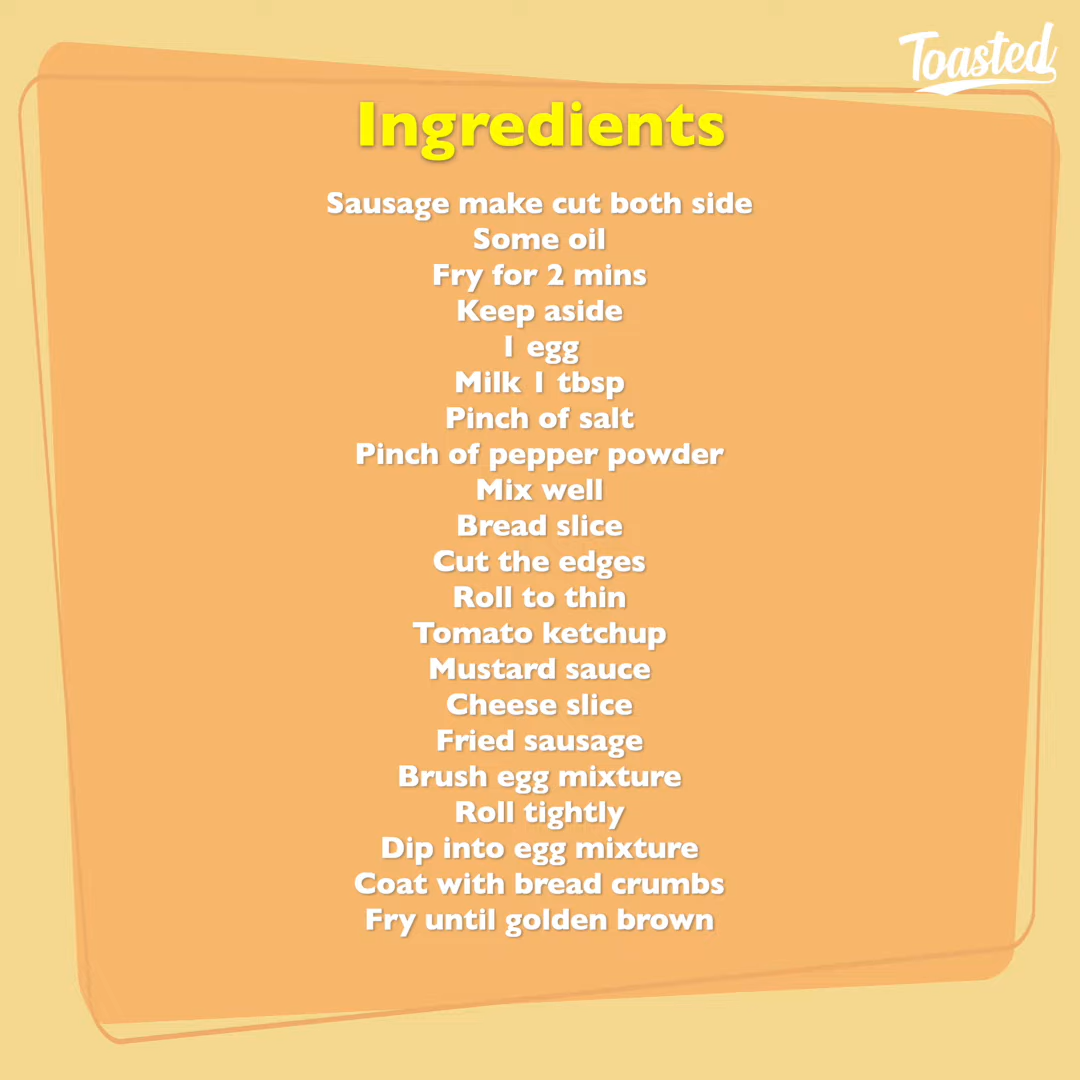 Toasted
Ingredients
Sausage make cut both side
Some oil
Fry for 2 mins
Keep aside
1 egg
Milk 1 tbsp
Pinch of salt
Pinch of pepper powder
Mix well
Bread slice
Cut the edges
Roll to thin
Tomato ketchup
Mustard sauce
Cheese slice
Fried sausage
Brush egg mixture
Roll tightly
Dip into egg mixture
Coat with bread crumbs
Fry until golden brown